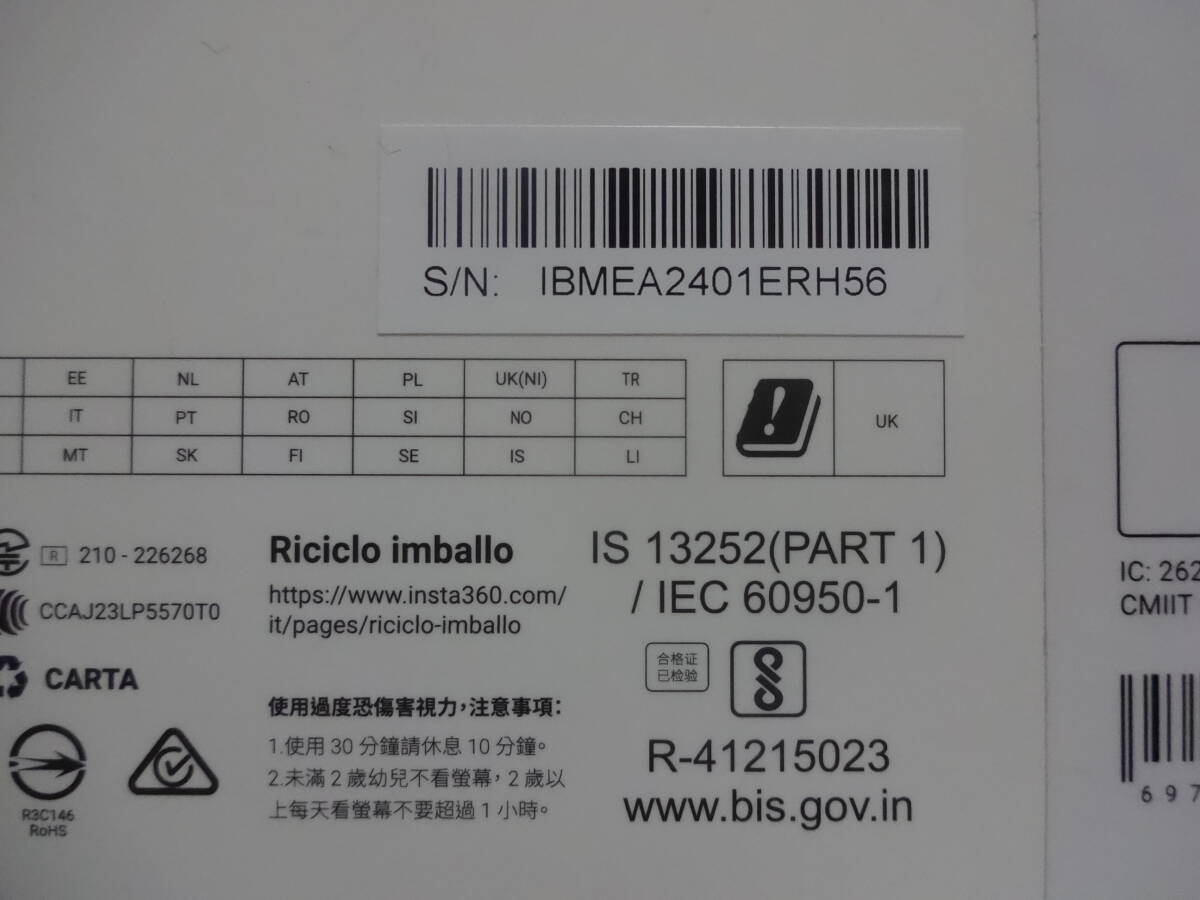 S/N: IBMEA2401ERH56
EE NL AT PL UK(NI) TR
IT PT RO SI NO CH
MT SK FI SE IS LI
UK
R 210 - 226268
CCAJ23LP5570T0
CARTA
R3C146
RoHS
Riciclo imballo
https://www.insta360.com/
it/pages/riciclo-imballo
使用過度恐傷害視力，注意事項：
1.使用 30 分鐘請休息 10 分鐘。
2.未滿 2 歲幼兒不看螢幕，2 歲以
上每天看螢幕不要超過 1 小時。
IS 13252(PART 1)
/ IEC 60950-1
合格证
已检验
R-41215023
www.bis.gov.in
IC: 262
CMIIT
6 9 7